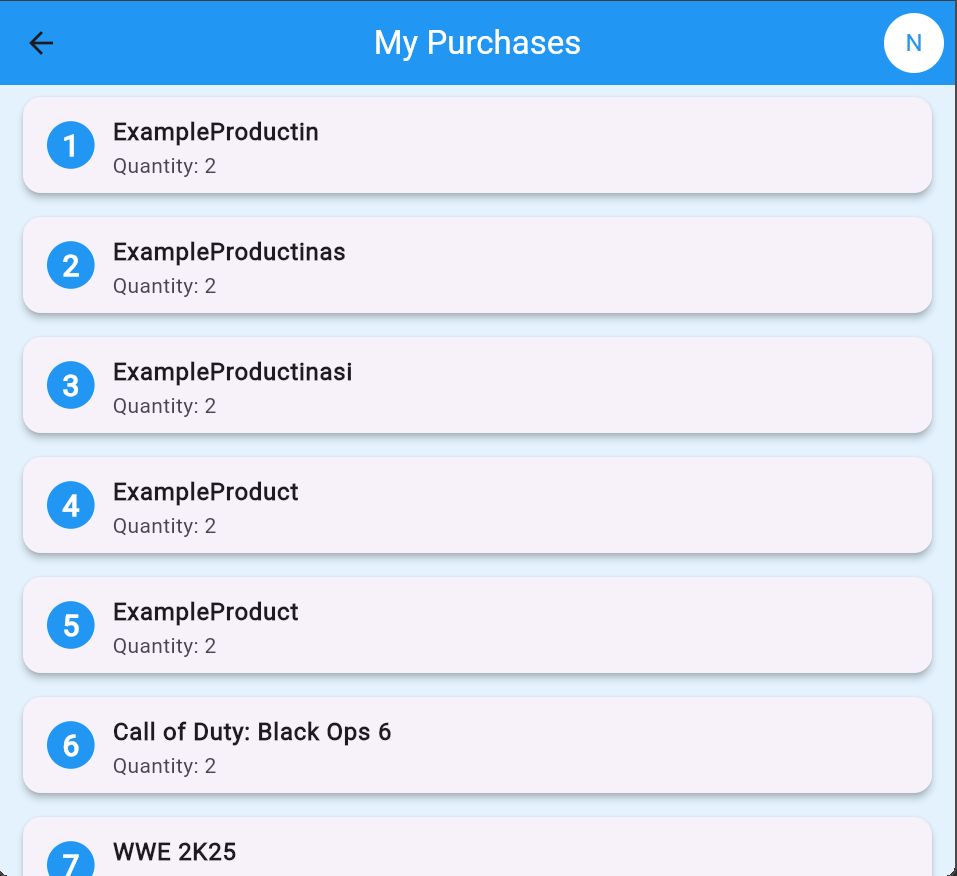 My Purchases
N
1
ExampleProductin
Quantity: 2
2
ExampleProductinas
Quantity: 2
3
ExampleProductinasi
Quantity: 2
4
ExampleProduct
Quantity: 2
5
ExampleProduct
Quantity: 2
6
Call of Duty: Black Ops 6
Quantity: 2
7
WWE 2K25